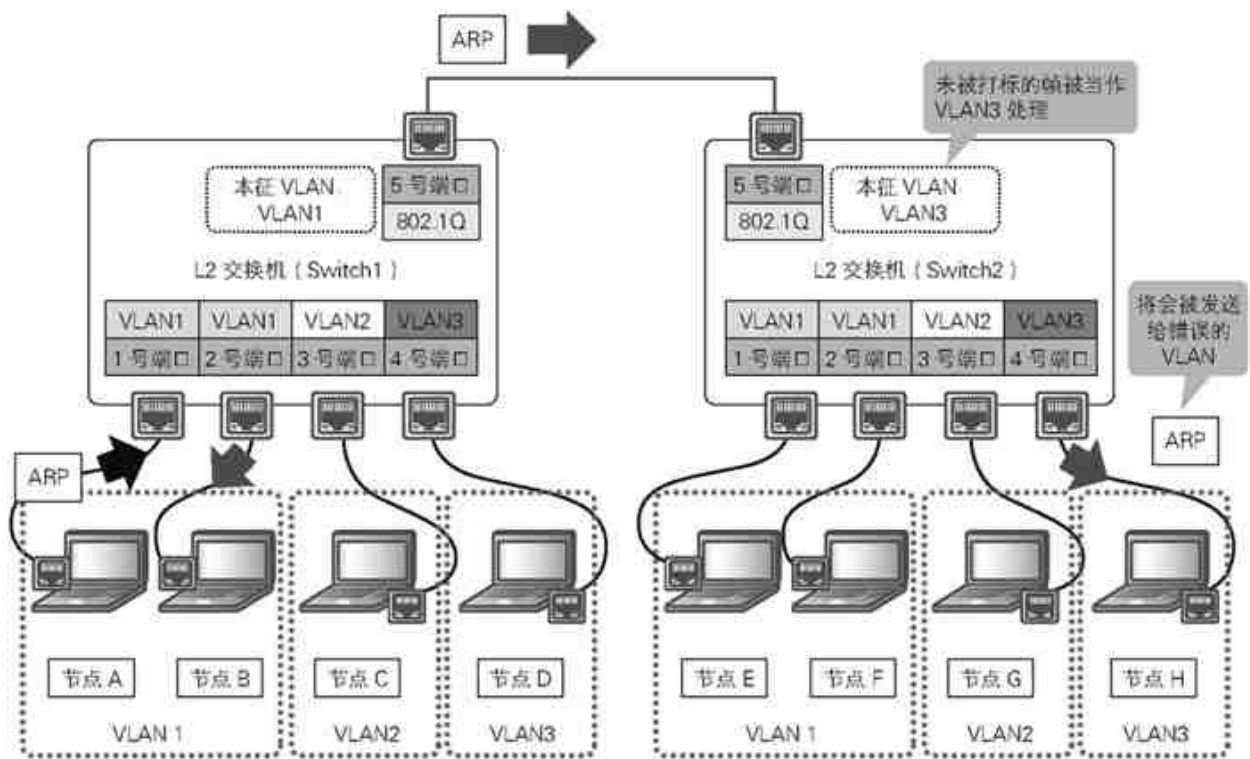 ARP
未被打标的帧被当作
VLAN3 处理
本征 VLAN
VLAN1
5 号端口
802.1Q
5 号端口
802.1Q
本征 VLAN
VLAN3
L2 交换机（Switch1）
L2 交换机（Switch2）
VLAN1 VLAN1 VLAN2 VLAN3
1 号端口 2 号端口 3 号端口 4 号端口
VLAN1 VLAN1 VLAN2 VLAN3
1 号端口 2 号端口 3 号端口 4 号端口
将会被发送
给错误的
VLAN
ARP
ARP
节点 A 节点 B 节点 C 节点 D
节点 E 节点 F 节点 G 节点 H
VLAN 1 VLAN2 VLAN3
VLAN 1 VLAN2 VLAN3